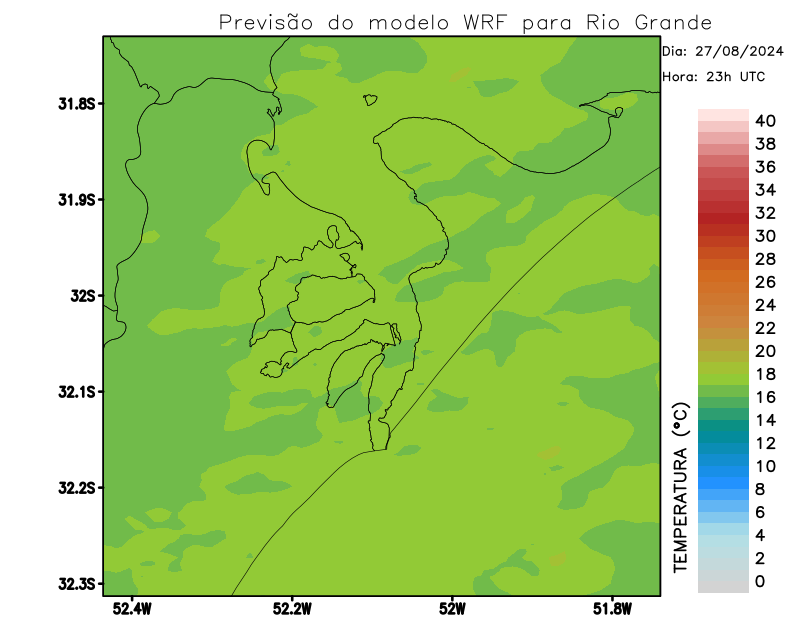 Previsão do modelo WRF para Rio Grande
Dia: 27/08/2024
Hora: 23h UTC
31.8S
31.9S
32S
32.1S
32.2S
32.3S
52.4W
52.2W
52W
51.8W
TEMPERATURA (°C)
40
38
36
34
32
30
28
26
24
22
20
18
16
14
12
10
8
6
4
2
0